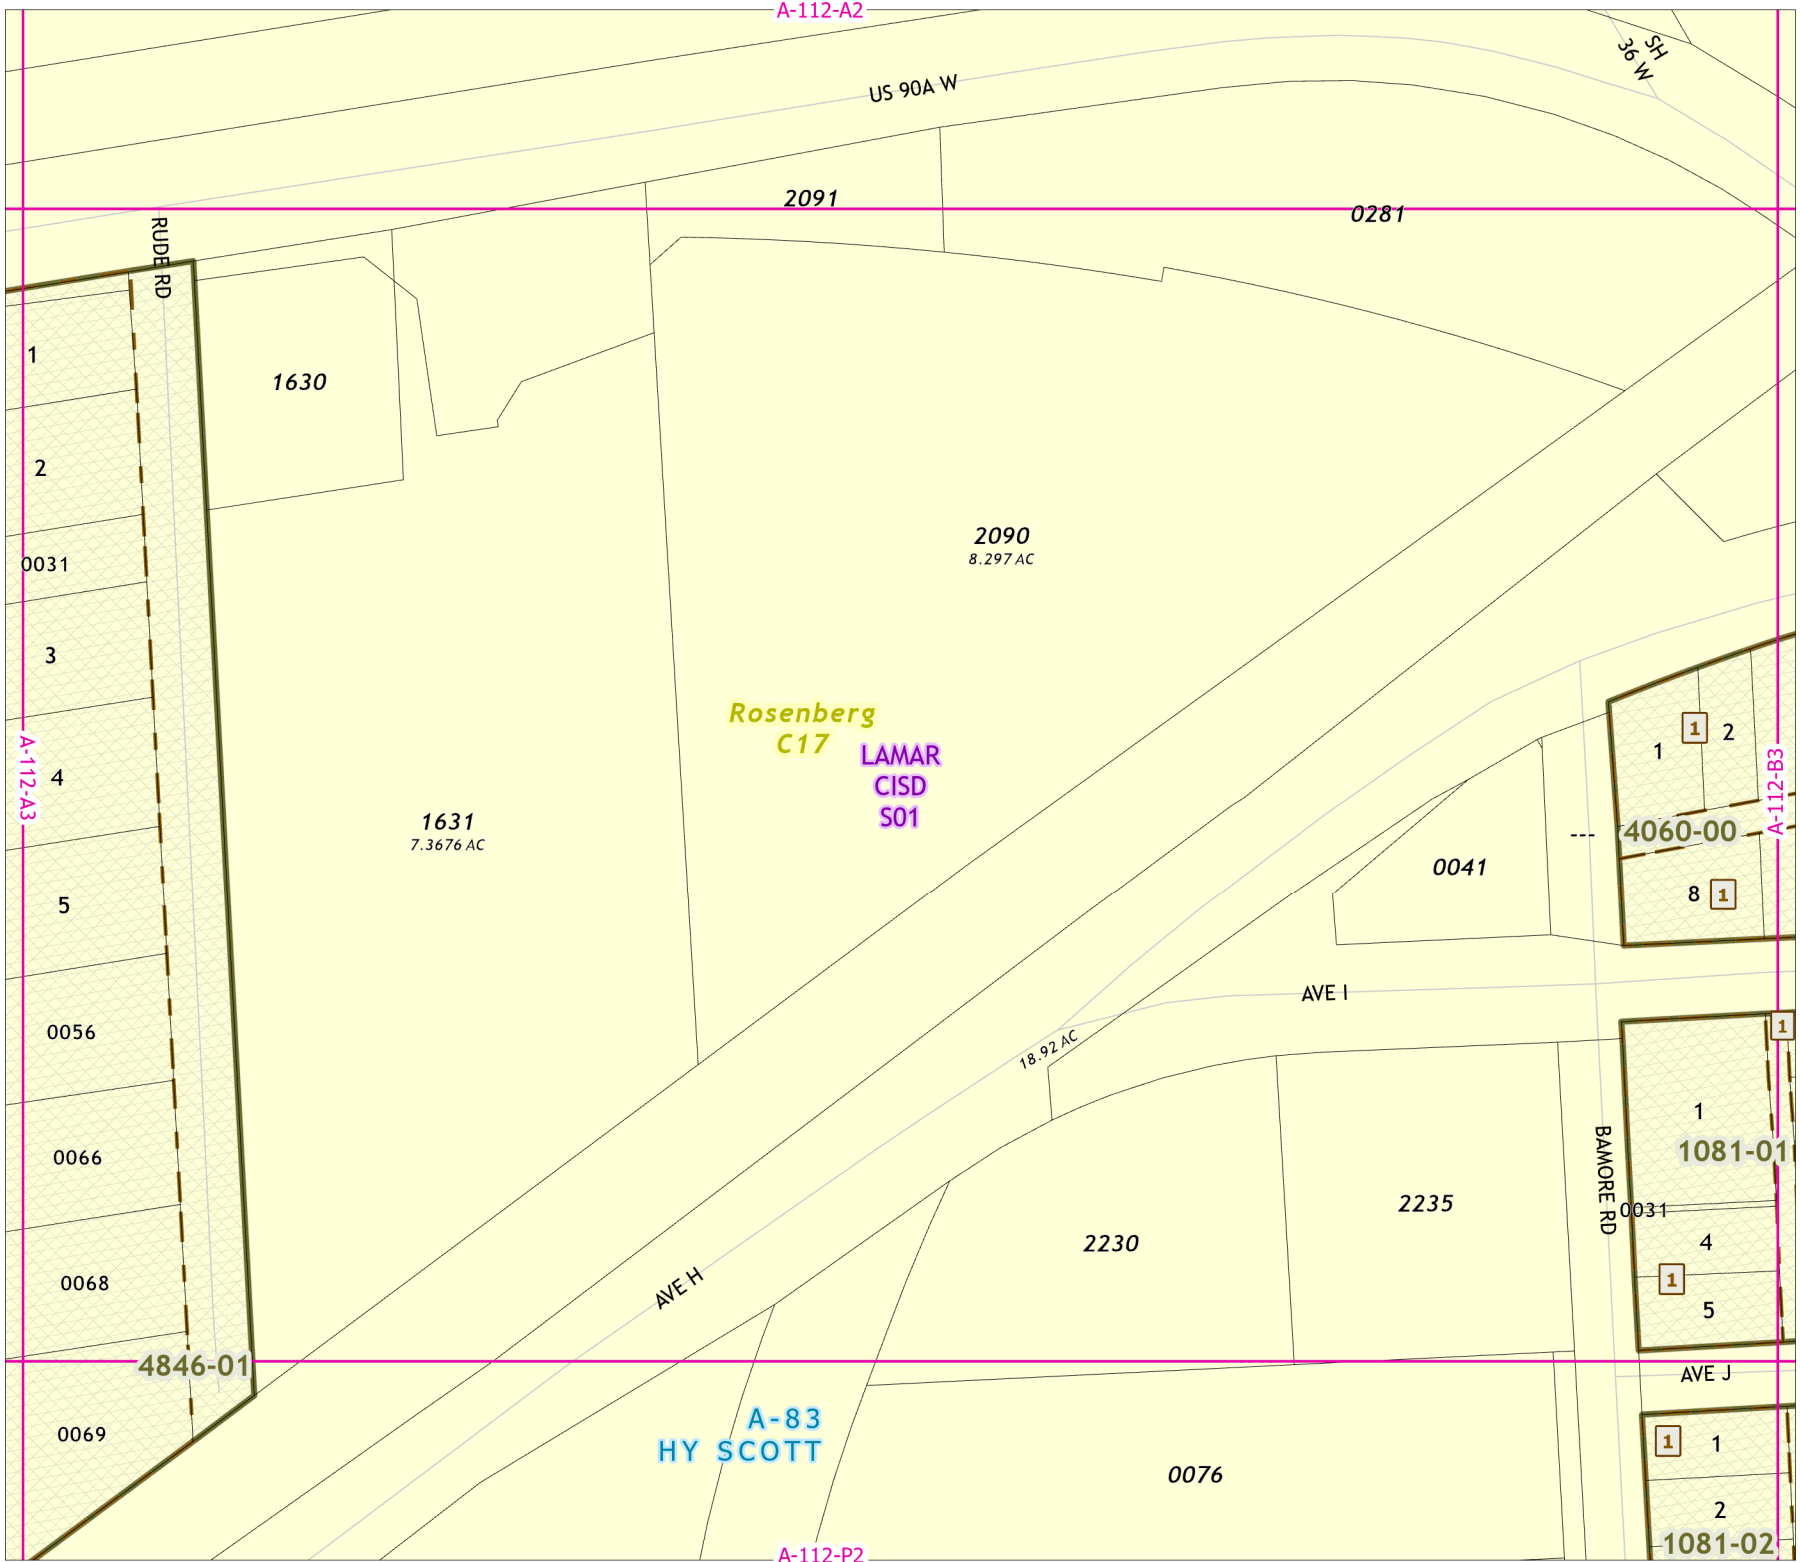 A-112-A2
SH
36 W
US 90A W
2091
0281
RUDE RD
1
1630
2
2090
8.297 AC
0031
3
Rosenberg
C17
LAMAR
CISD
S01
A-112-A3
4
1631
7.3676 AC
1
1
2
A-112-B3
---
4060-00
0041
8
1
5
AVE I
0056
18.92 AC
1
1
1081-01
BAMORE RD
0066
2235
0031
2230
4
0068
AVE H
1
5
4846-01
AVE J
A-83
HY SCOTT
0069
1
1
0076
2
1081-02
A-112-P2